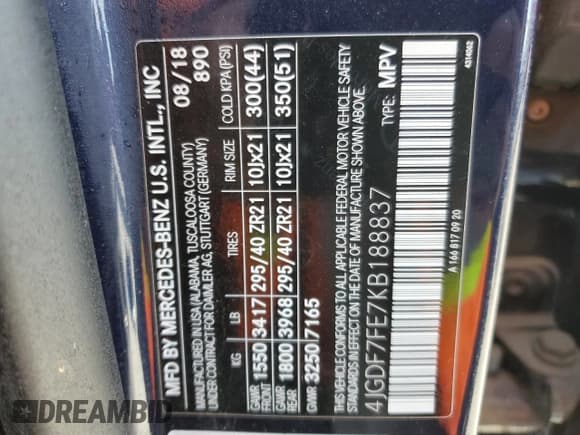 MFD BY MERCEDES-BENZ U.S. INTL., INC
MANUFACTURED IN USA (ALABAMA, TUSCALOOSA COUNTY)
UNDER CONTRACT FOR DAIMLER AG, STUTTGART (GERMANY)
08/18
890
KG LB TIRES RIM SIZE COLD KPA (PSI)
GAWR FRONT 1550 3417 295/40 ZR21 10Jx21 300(44)
GAWR REAR 1800 3968 295/40 ZR21 10Jx21 350(51)
GVWR 3250 7165
THIS VEHICLE CONFORMS TO ALL APPLICABLE FEDERAL MOTOR VEHICLE SAFETY
STANDARDS IN EFFECT ON THE DATE OF MANUFACTURE SHOWN ABOVE.
4JGDF7FE7KB188837 TYPE: MPV
A 166 817 09 20
4314062
DREAMBID